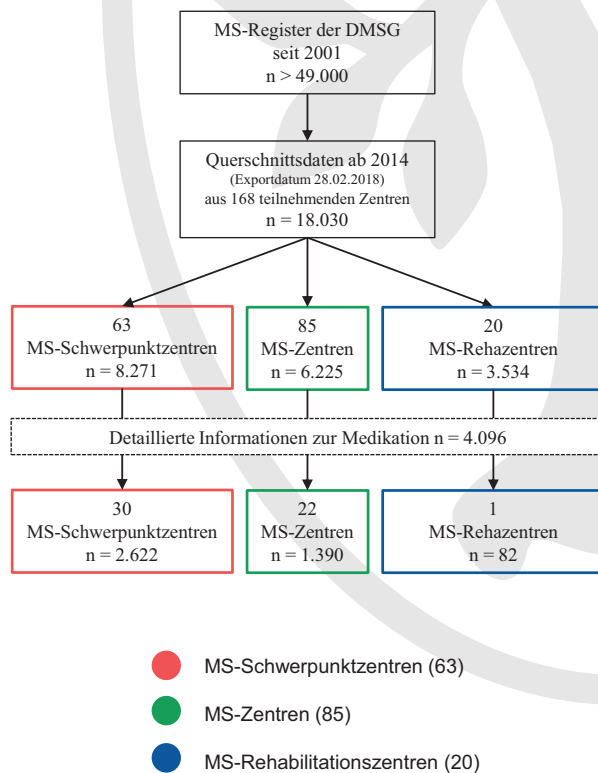 MS-Register der DMSG
seit 2001
n > 49.000
Querschnittsdaten ab 2014
(Exportdatum 28.02.2018)
aus 168 teilnehmenden Zentren
n = 18.030
63
MS-Schwerpunktzentren
n = 8.271
85
MS-Zentren
n = 6.225
20
MS-Rehazentren
n = 3.534
Detaillierte Informationen zur Medikation n = 4.096
30
MS-Schwerpunktzentren
n = 2.622
22
MS-Zentren
n = 1.390
1
MS-Rehazentren
n = 82
MS-Schwerpunktzentren (63)
MS-Zentren (85)
MS-Rehabilitationszentren (20)